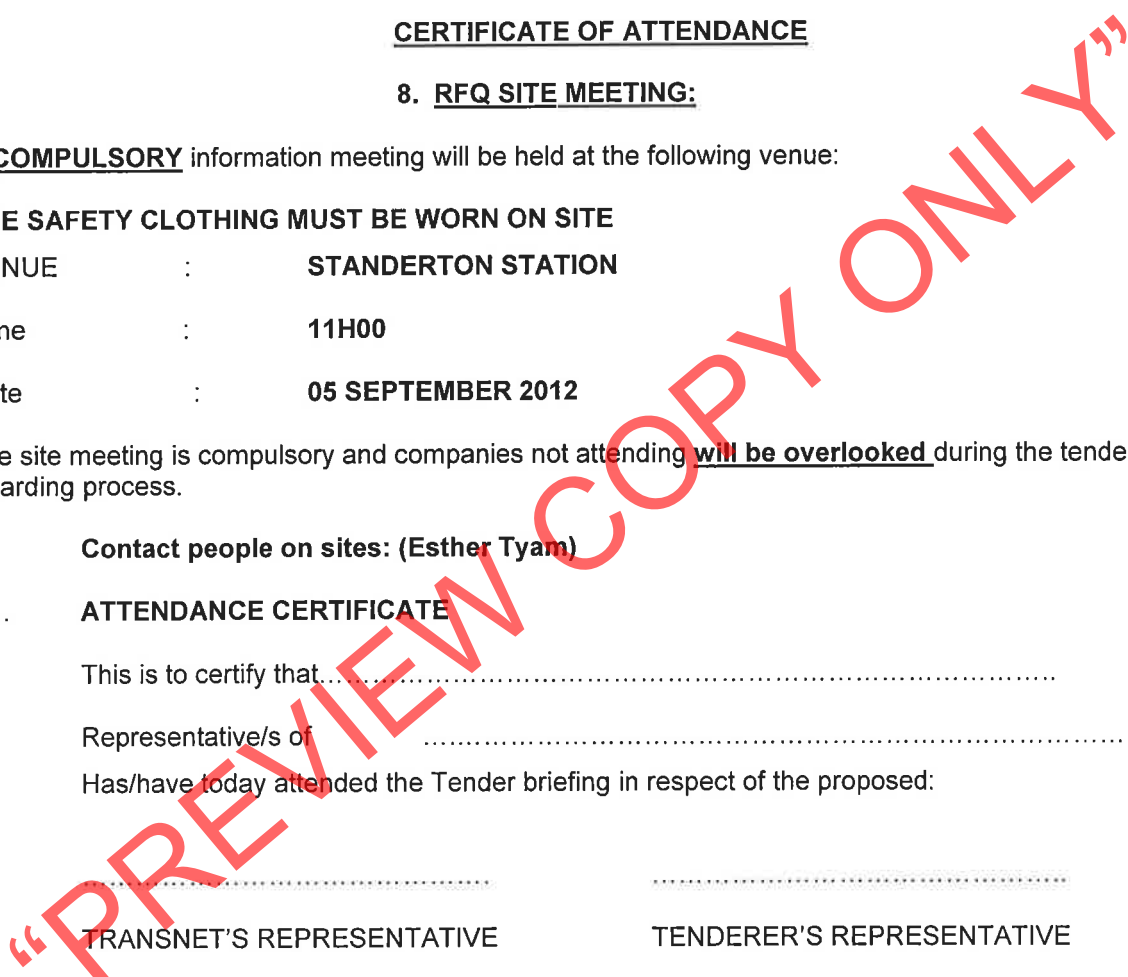 CERTIFICATE OF ATTENDANCE
8. RFQ SITE MEETING:
COMPULSORY information meeting will be held at the following venue:
E SAFETY CLOTHING MUST BE WORN ON SITE
NUE : STANDERTON STATION
me : 11H00
te : 05 SEPTEMBER 2012
e site meeting is compulsory and companies not attending will be overlooked during the tende
arding process.
Contact people on sites: (Esther Tyam)
. ATTENDANCE CERTIFICATE
This is to certify that……………………………………………………………………..
Representative/s of ……………………………………………………………………
Has/have today attended the Tender briefing in respect of the proposed:
……………………………………… ………………………………………
TRANSNET'S REPRESENTATIVE TENDERER'S REPRESENTATIVE
“PREVIEW COPY ONLY”